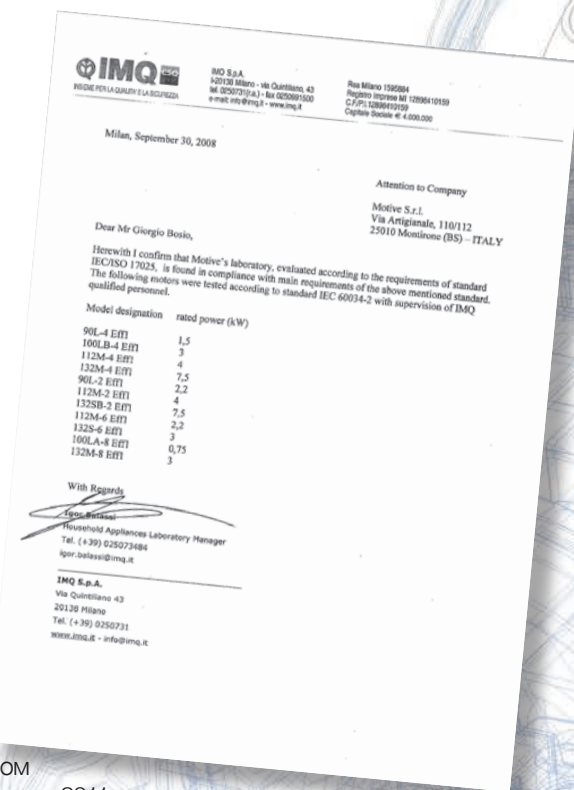 IMQ CSQ
INSIEME PER LA QUALITA' E LA SICUREZZA
IMQ S.p.A.
I-20138 Milano - via Quintiliano, 43
tel. 0250731(r.a.) - fax 0250991500
e-mail: info@imq.it - www.imq.it
Rea Milano 1595884
Registro Imprese MI 12898410159
C.F./P.I. 12898410159
Capitale Sociale € 4.000.000
Milan, September 30, 2008
Attention to Company
Motive S.r.l.
Via Artigianale, 110/112
25010 Montirone (BS) – ITALY
Dear Mr Giorgio Bosio,
Herewith I confirm that Motive's laboratory, evaluated according to the requirements of standard
IEC/ISO 17025, is found in compliance with main requirements of the above mentioned standard.
The following motors were tested according to standard IEC 60034-2 with supervision of IMQ
qualified personnel.
Model designation rated power (kW)
90L-4 Eff1 1,5
100LB-4 Eff1 3
112M-4 Eff1 4
132M-4 Eff1 7,5
90L-2 Eff1 2,2
112M-2 Eff1 4
132SB-2 Eff1 7,5
112M-6 Eff1 2,2
132S-6 Eff1 3
100LA-8 Eff1 0,75
132M-8 Eff1 3
With Regards
Igor Balassi
Household Appliances Laboratory Manager
Tel. (+39) 025073484
igor.balassi@imq.it
IMQ S.p.A.
Via Quintiliano 43
20138 Milano
Tel. (+39) 0250731
www.imq.it - info@imq.it
OM